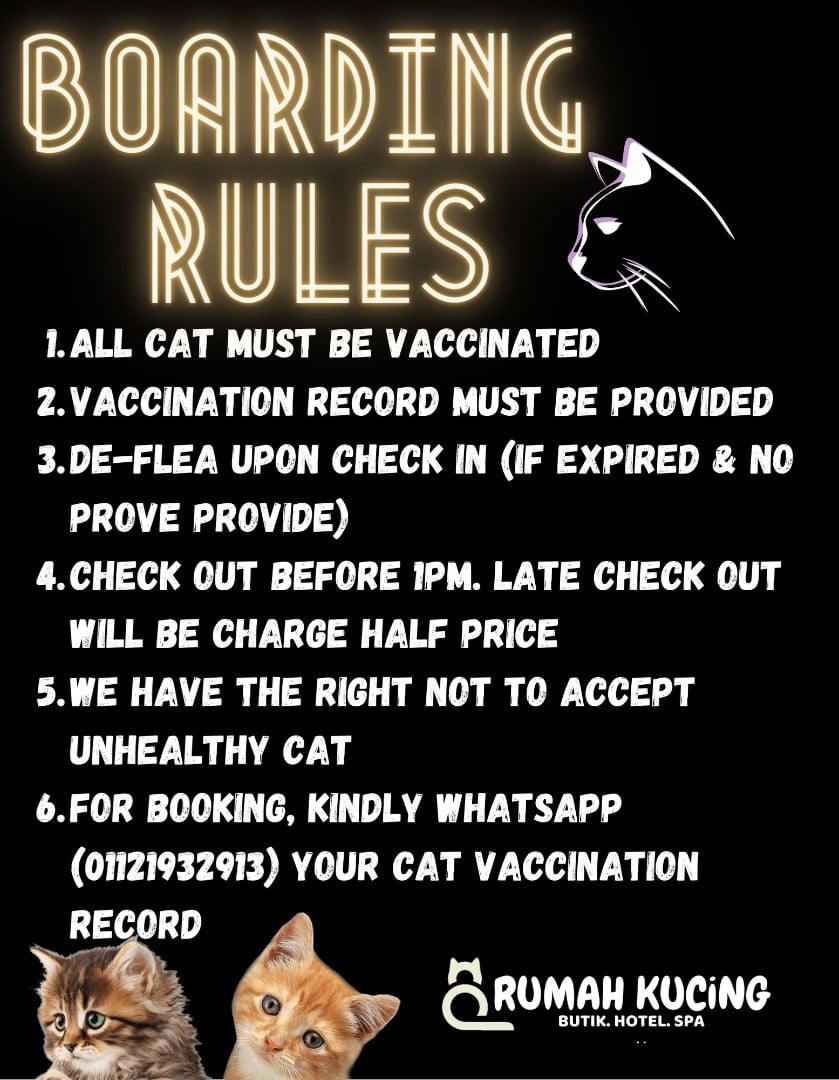 BOARDING
RULES
1. ALL CAT MUST BE VACCINATED
2. VACCINATION RECORD MUST BE PROVIDED
3. DE-FLEA UPON CHECK IN (IF EXPIRED & NO
PROVE PROVIDE)
4. CHECK OUT BEFORE 1PM. LATE CHECK OUT
WILL BE CHARGE HALF PRICE
5. WE HAVE THE RIGHT NOT TO ACCEPT
UNHEALTHY CAT
6. FOR BOOKING, KINDLY WHATSAPP
(01121932913) YOUR CAT VACCINATION
RECORD
RUMAH KUCiNG
BUTIK. HOTEL. SPA